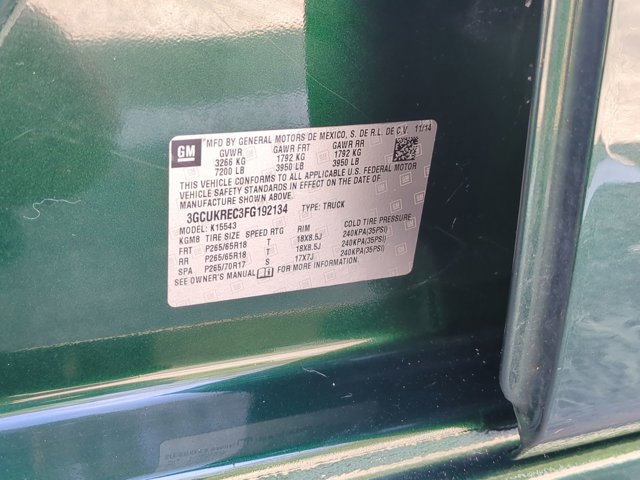 GM
MFD BY GENERAL MOTORS DE MEXICO, S. DE R.L. DE C.V. 11/14
GVWR GAWR FRT GAWR RR
3266 KG 1792 KG 1792 KG
7200 LB 3950 LB 3950 LB
THIS VEHICLE CONFORMS TO ALL APPLICABLE U.S. FEDERAL MOTOR
VEHICLE SAFETY STANDARDS IN EFFECT ON THE DATE OF
MANUFACTURE SHOWN ABOVE.
3GCUKREC3FG192134 TYPE: TRUCK
MODEL: K15543
KGM8 TIRE SIZE SPEED RTG RIM COLD TIRE PRESSURE
FRT P265/65R18 T 18X8.5J 240KPA(35PSI)
RR P265/65R18 T 18X8.5J 240KPA(35PSI)
SPA P265/70R17 S 17X7J 240KPA(35PSI)
SEE OWNER'S MANUAL FOR MORE INFORMATION.